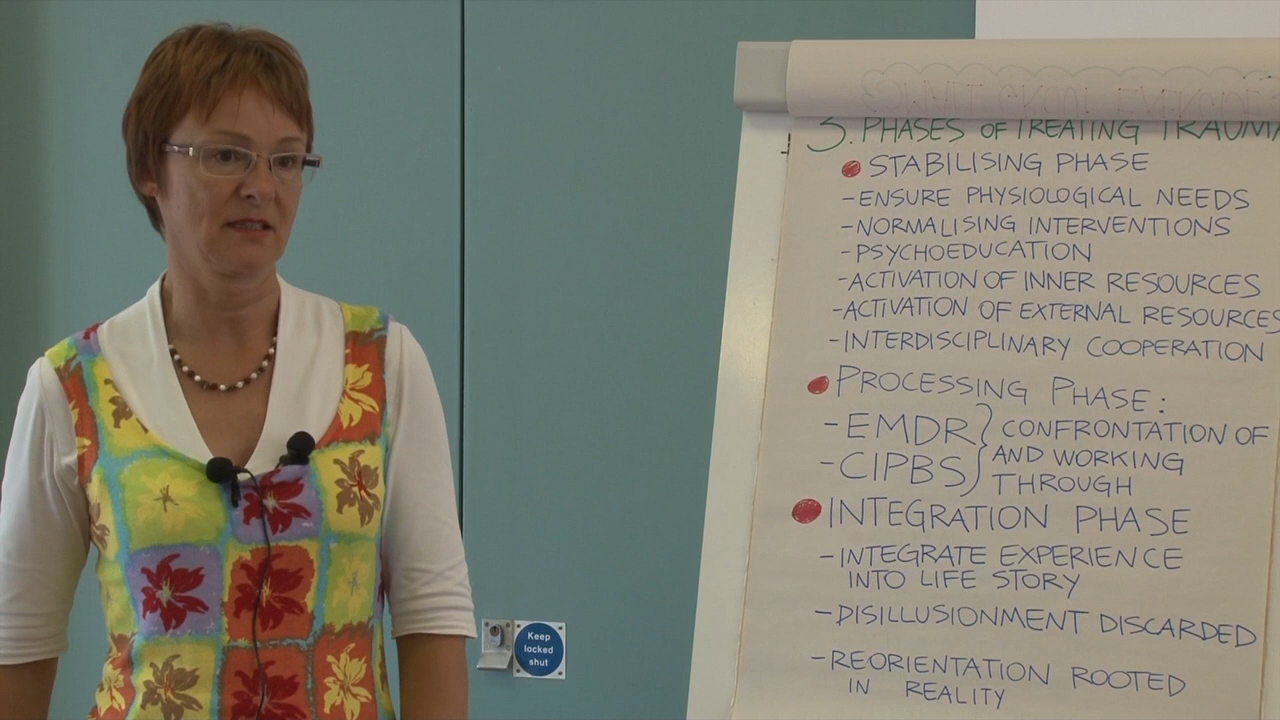 3. PHASES OF TREATING TRAUMA
STABILISING PHASE
-ENSURE PHYSIOLOGICAL NEEDS
-NORMALISING INTERVENTIONS
-PSYCHOEDUCATION
-ACTIVATION OF INNER RESOURCES
-ACTIVATION OF EXTERNAL RESOURCES
-INTERDISCIPLINARY COOPERATION
PROCESSING PHASE:
-EMDR } CONFRONTATION OF
-CIPBS } AND WORKING
THROUGH
INTEGRATION PHASE
-INTEGRATE EXPERIENCE
INTO LIFE STORY
-DISILLUSIONMENT DISCARDED
-REORIENTATION ROOTED
IN REALITY
Keep
locked
shut